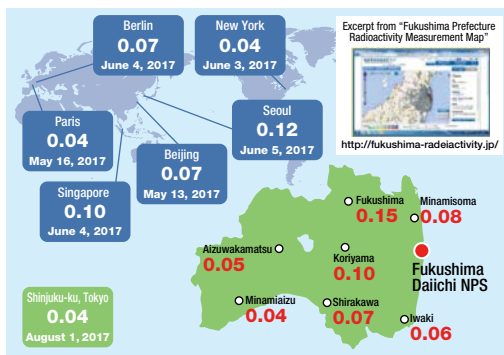 Berlin
0.07
June 4, 2017
New York
0.04
June 3, 2017
Excerpt from “Fukushima Prefecture
Radioactivity Measurement Map”
http://fukushima-radeiactivity.jp/
Paris
0.04
May 16, 2017
Seoul
0.12
June 5, 2017
Beijing
0.07
May 13, 2017
Singapore
0.10
June 4, 2017
Fukushima
0.15
Minamisoma
0.08
Aizuwakamatsu
0.05
Koriyama
0.10
Fukushima
Daiichi NPS
Shinjuku-ku, Tokyo
0.04
August 1, 2017
Minamiaizu
0.04
Shirakawa
0.07
Iwaki
0.06